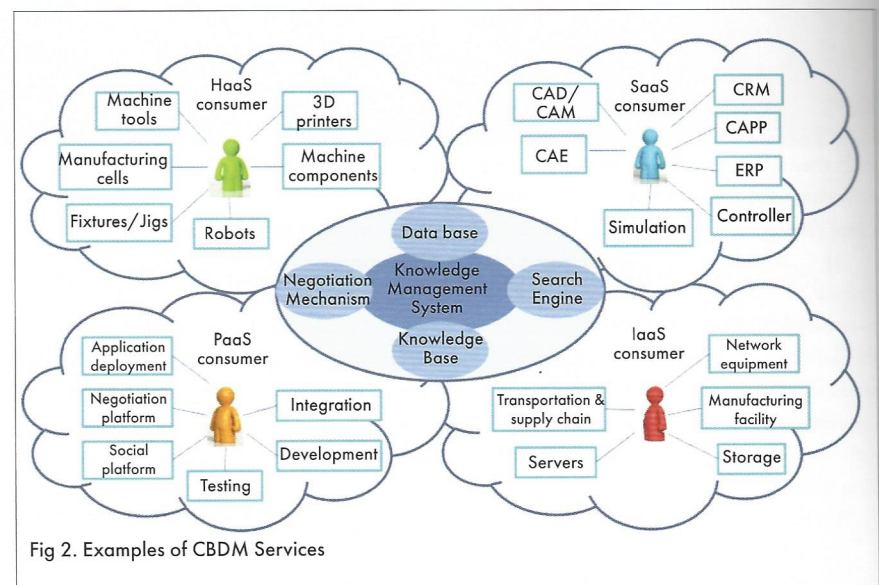 HaaS
consumer
Machine
tools
3D
printers
Manufacturing
cells
Machine
components
Fixtures/Jigs
Robots
SaaS
consumer
CAD/
CAM
CRM
CAPP
CAE
ERP
Simulation
Controller
Data base
Negotiation
Mechanism
Knowledge
Management
System
Search
Engine
Knowledge
Base
PaaS
consumer
Application
deployment
Negotiation
platform
Integration
Social
platform
Development
Testing
IaaS
consumer
Network
equipment
Transportation &
supply chain
Manufacturing
facility
Servers
Storage
Fig 2. Examples of CBDM Services